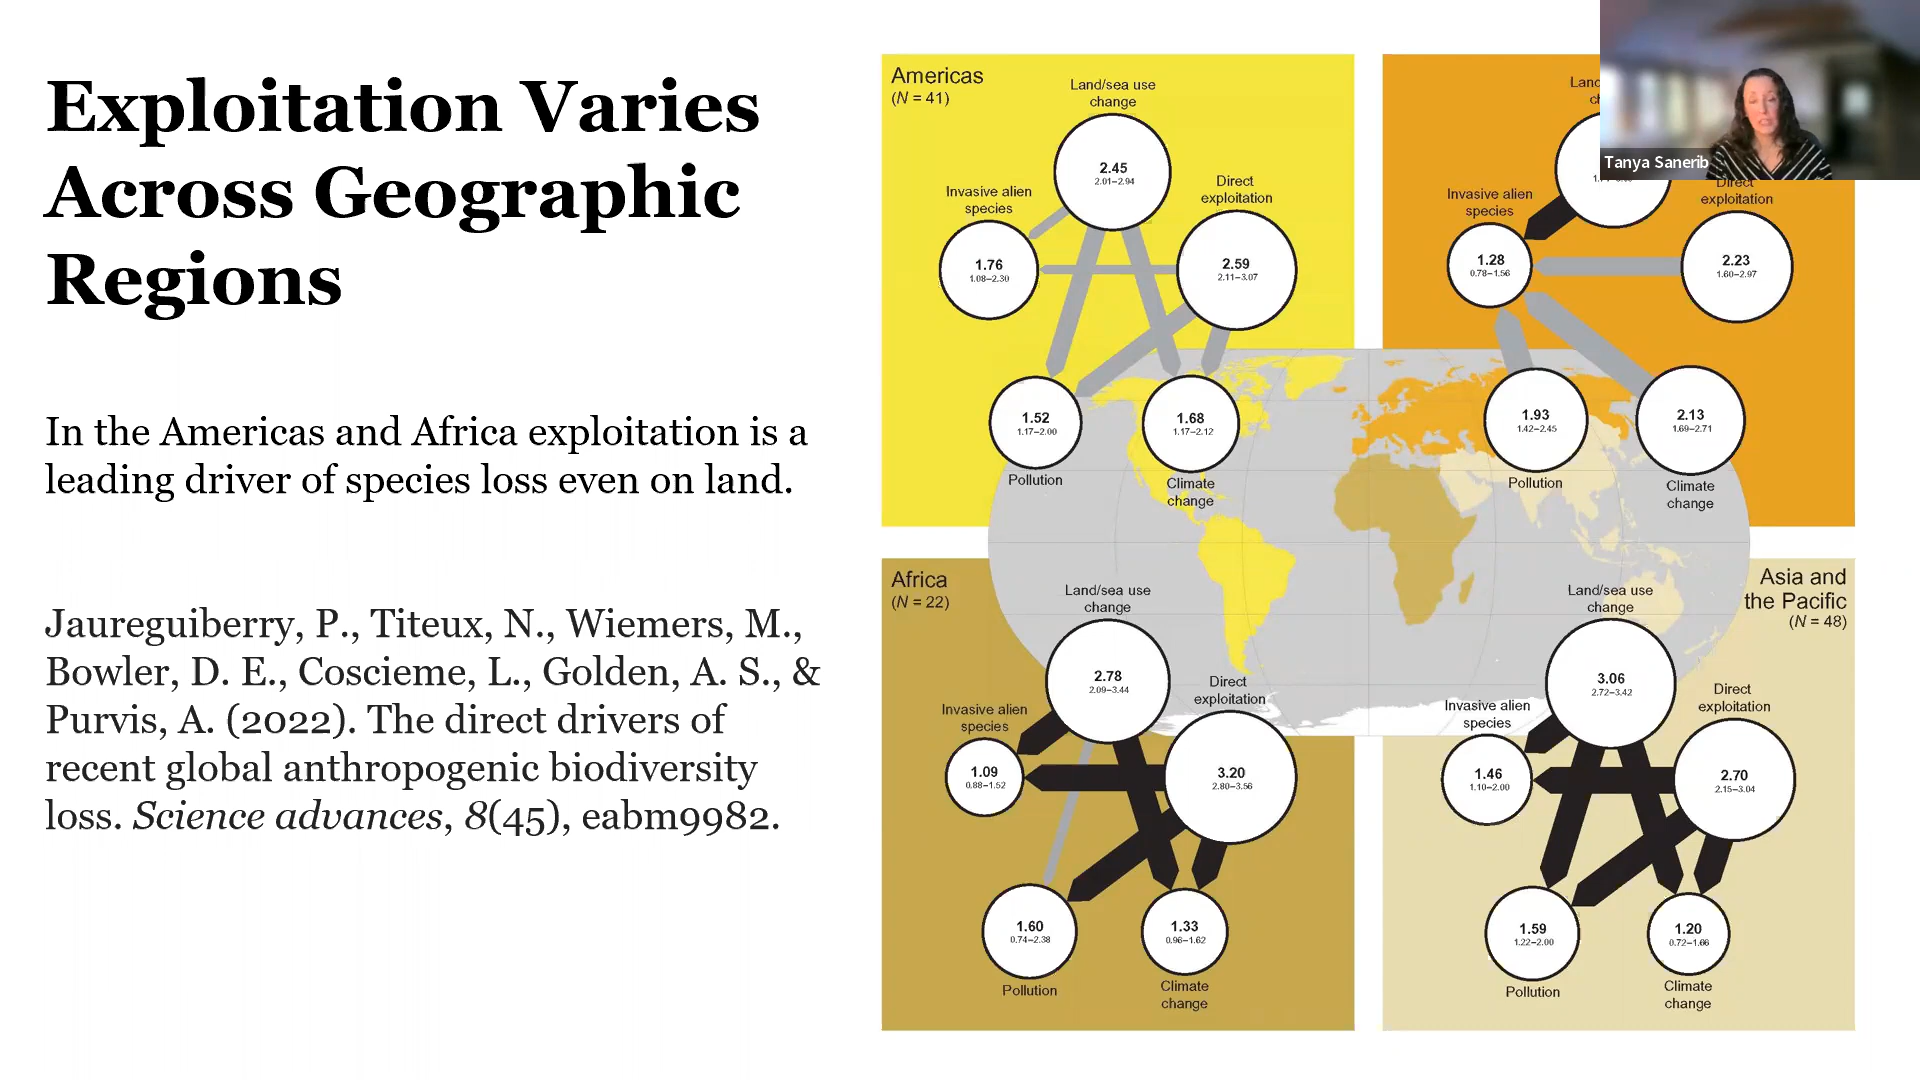 Exploitation Varies
Across Geographic
Regions
In the Americas and Africa exploitation is a
leading driver of species loss even on land.
Jaureguiberry, P., Titeux, N., Wiemers, M.,
Bowler, D. E., Coscieme, L., Golden, A. S., &
Purvis, A. (2022). The direct drivers of
recent global anthropogenic biodiversity
loss. Science advances, 8(45), eabm9982.
Americas
(N = 41)
Land/sea use
change
2.45
2.01–2.94
Invasive alien
species
1.76
1.08–2.30
Direct
exploitation
2.59
2.11–3.07
1.52
1.17–2.00
Pollution
1.68
1.17–2.12
Climate
change
Tanya Sanerib
Invasive alien
species
1.28
0.78–1.56
Direct
exploitation
2.23
1.60–2.97
1.93
1.42–2.45
Pollution
2.13
1.69–2.71
Climate
change
Africa
(N = 22)
Land/sea use
change
2.78
2.09–3.44
Invasive alien
species
1.09
0.88–1.52
Direct
exploitation
3.20
2.80–3.56
1.60
0.74–2.38
Pollution
1.33
0.96–1.62
Climate
change
Asia and
the Pacific
(N = 48)
Land/sea use
change
3.06
2.72–3.42
Invasive alien
species
1.46
1.10–2.00
Direct
exploitation
2.70
2.15–3.04
1.59
1.22–2.00
Pollution
1.20
0.72–1.66
Climate
change